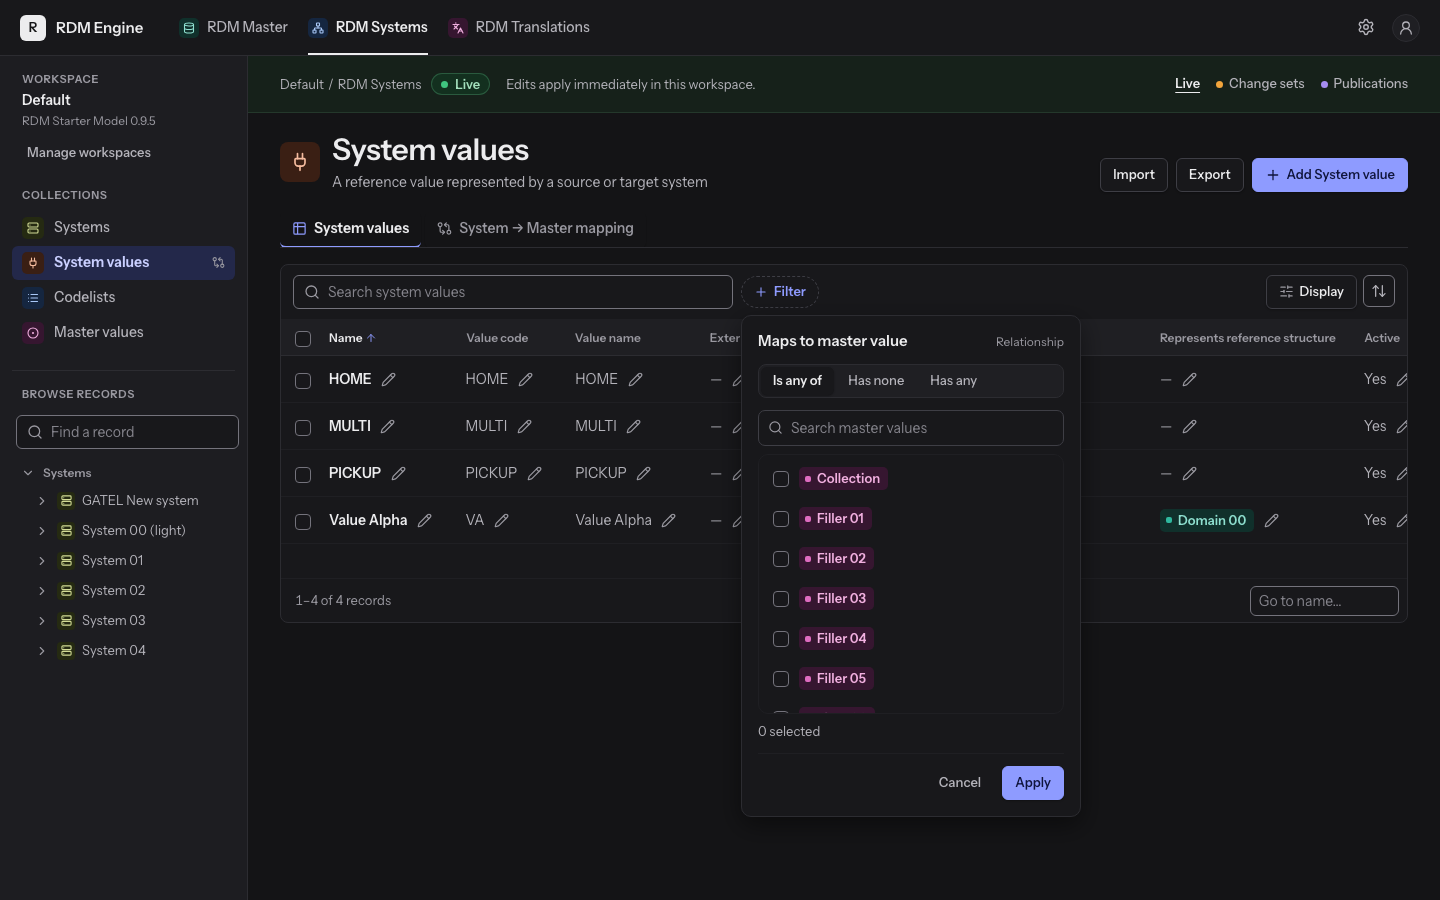 R RDM Engine RDM Master RDM Systems RDM Translations
WORKSPACE
Default
RDM Starter Model 0.9.5
Manage workspaces
COLLECTIONS
Systems
System values
Codelists
Master values
BROWSE RECORDS
Find a record
Systems
GATEL New system
System 00 (light)
System 01
System 02
System 03
System 04
Default / RDM Systems Live Edits apply immediately in this workspace. Live Change sets Publications
System values
A reference value represented by a source or target system
Import Export + Add System value
System values System → Master mapping
Search system values + Filter Display
Name ↑ Value code Value name Exter Represents reference structure Active
HOME HOME HOME – – Yes
MULTI MULTI MULTI – – Yes
PICKUP PICKUP PICKUP – – Yes
Value Alpha VA Value Alpha – Domain 00 Yes
1–4 of 4 records Go to name...
Maps to master value Relationship
Is any of Has none Has any
Search master values
Collection
Filler 01
Filler 02
Filler 03
Filler 04
Filler 05
0 selected
Cancel Apply